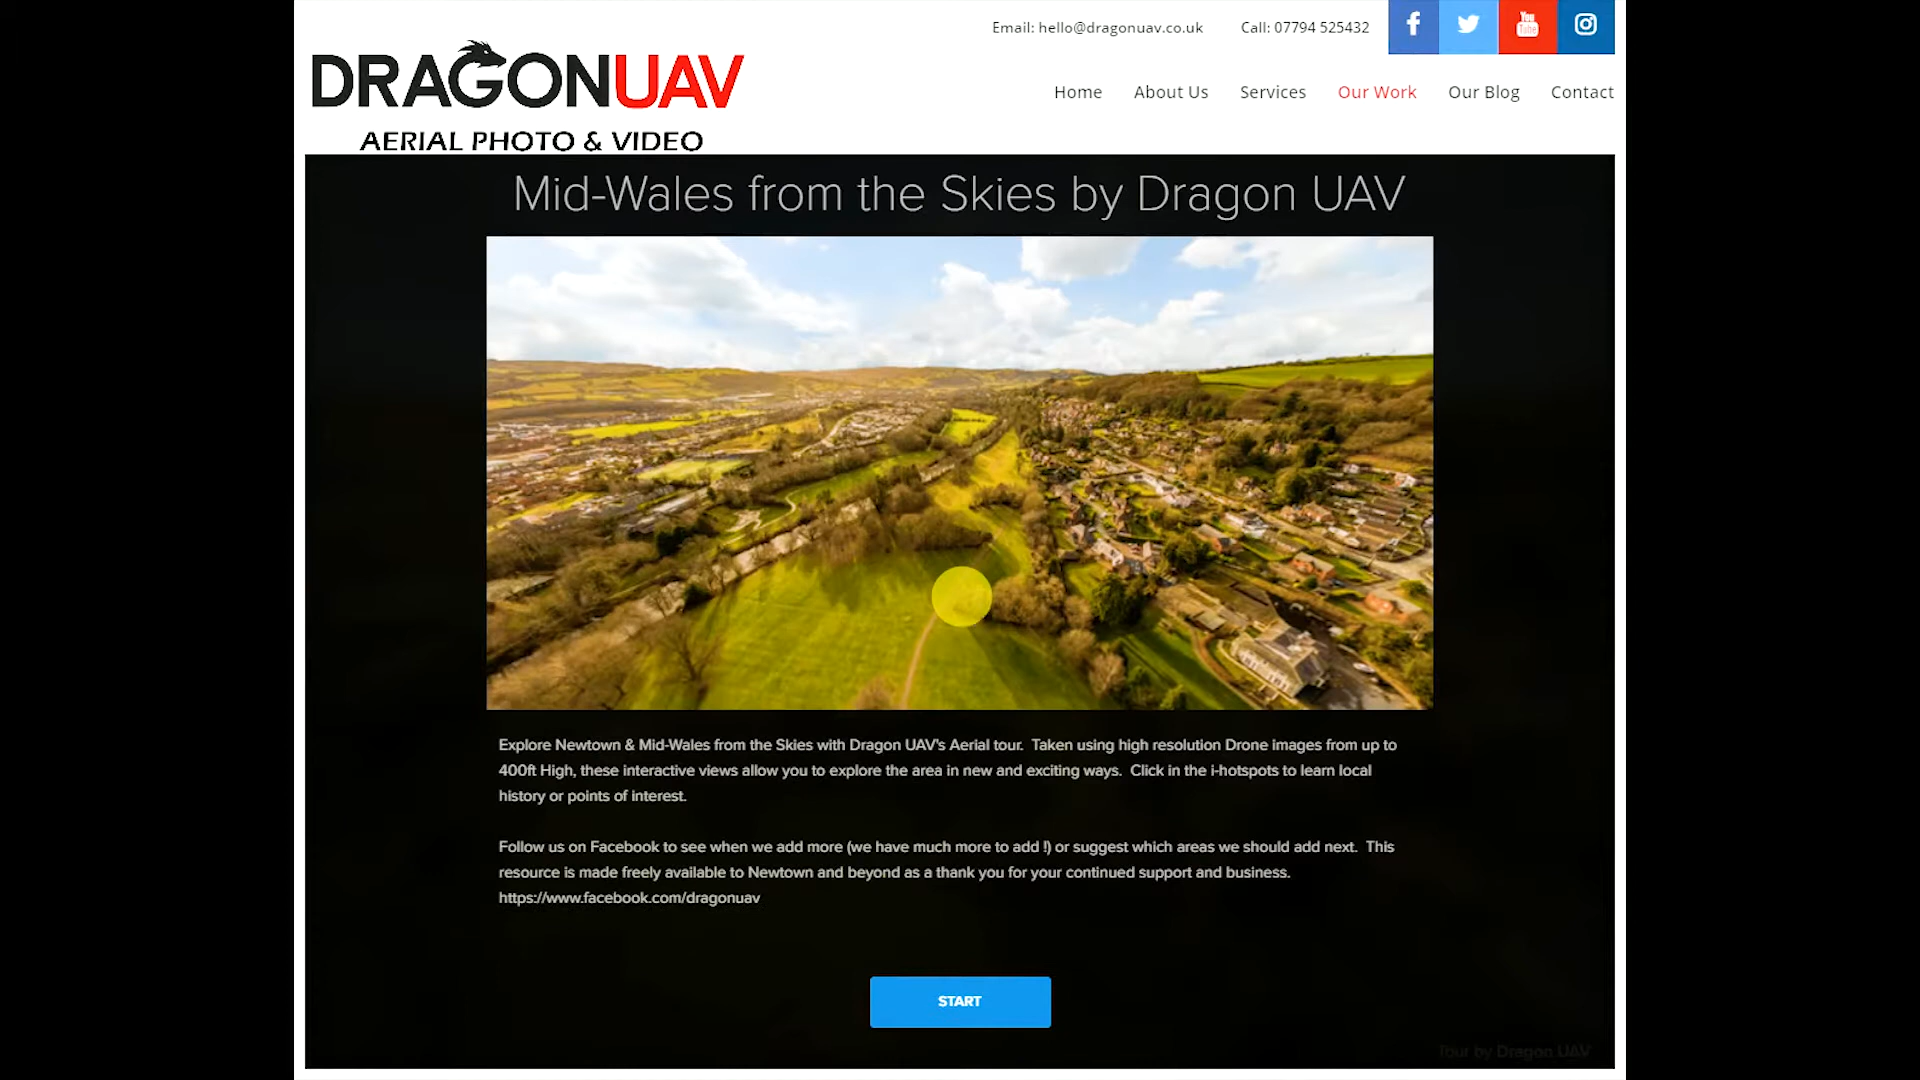 Email: hello@dragonuav.co.uk Call: 07794 525432
DRAGONUAV
AERIAL PHOTO & VIDEO
Home About Us Services Our Work Our Blog Contact
Mid-Wales from the Skies by Dragon UAV
Explore Newtown & Mid-Wales from the Skies with Dragon UAV's Aerial tour. Taken using high resolution Drone images from up to
400ft High, these interactive views allow you to explore the area in new and exciting ways. Click in the i-hotspots to learn local
history or points of interest.
Follow us on Facebook to see when we add more (we have much more to add !) or suggest which areas we should add next. This
resource is made freely available to Newtown and beyond as a thank you for your continued support and business.
https://www.facebook.com/dragonuav
START
Tour by Dragon UAV